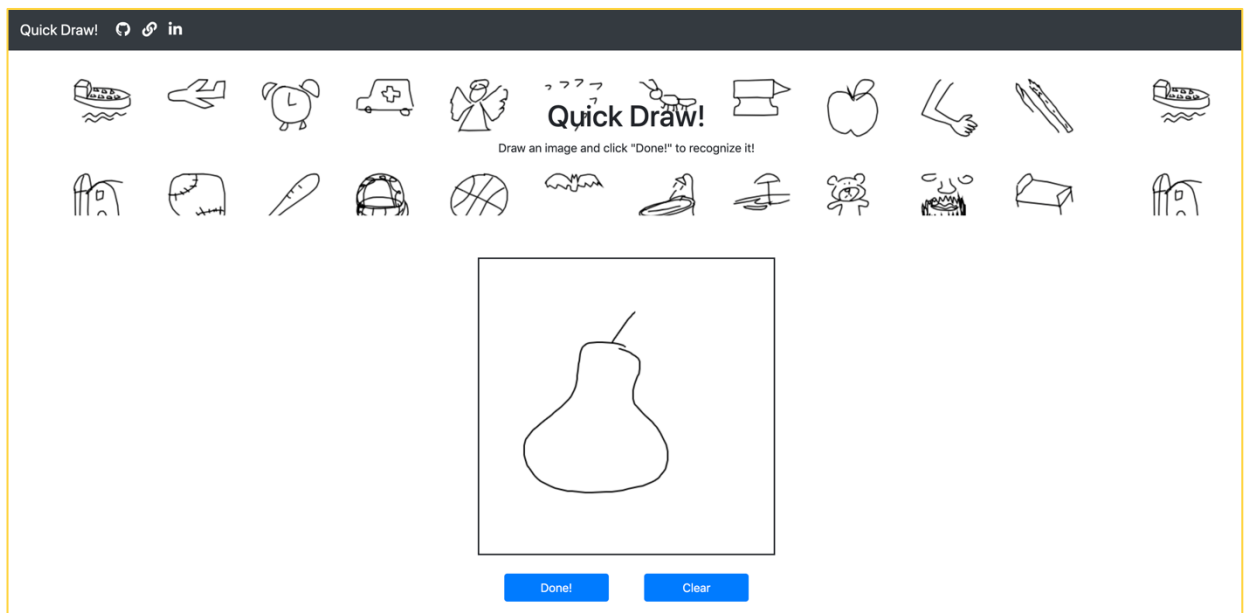 Quick Draw!
Quick Draw!
Draw an image and click "Done!" to recognize it!
Done!
Clear